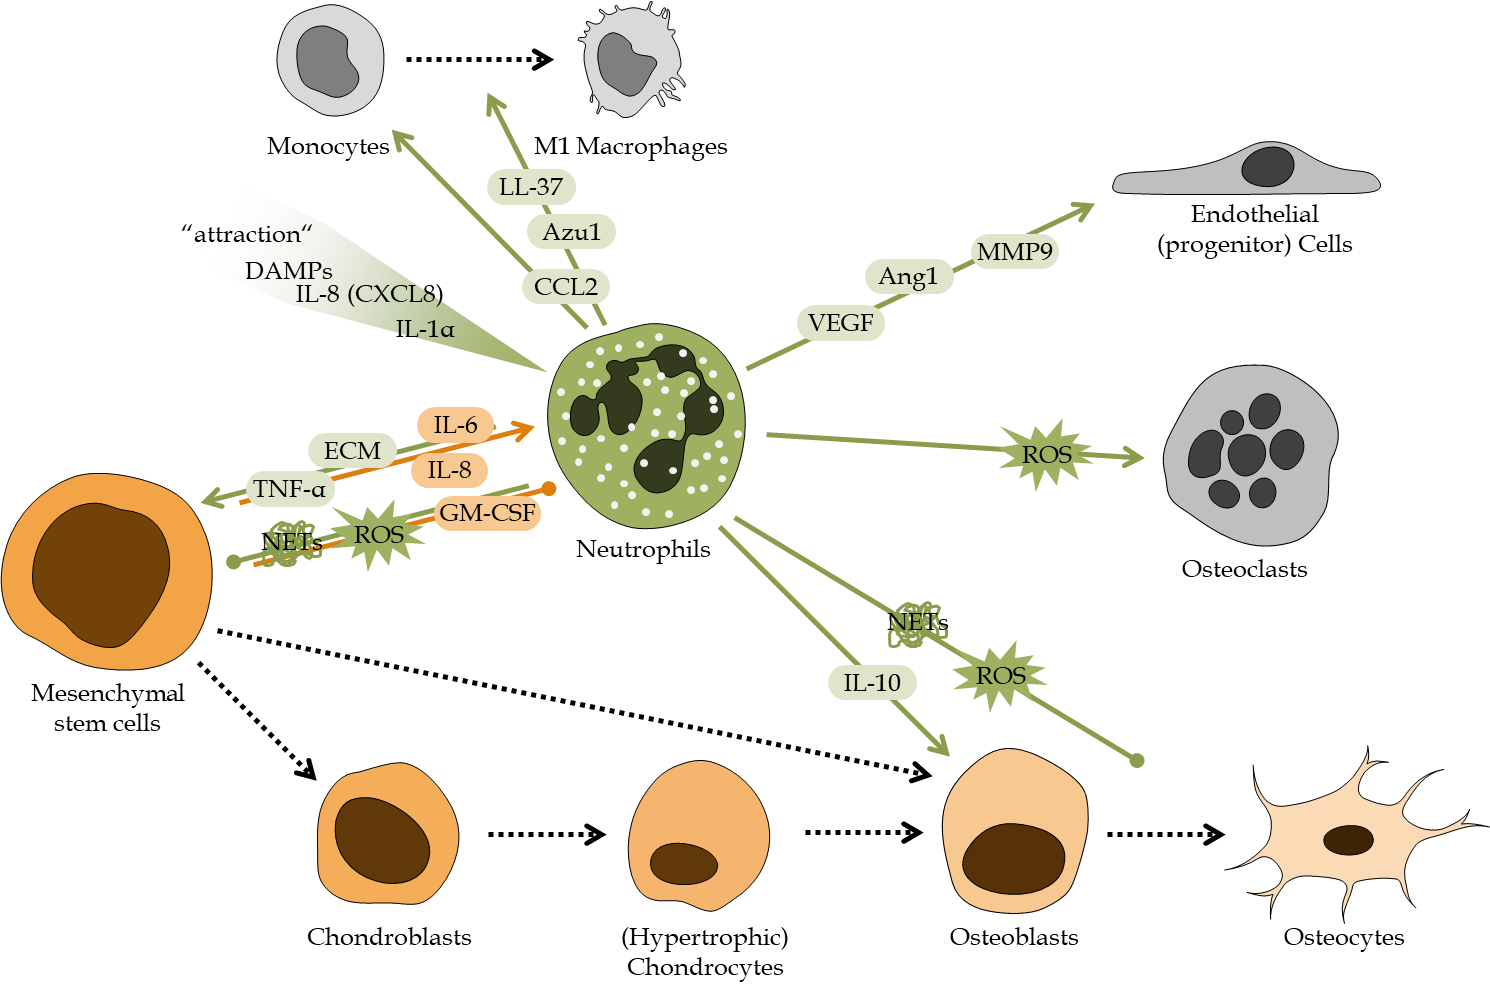 Monocytes
M1 Macrophages
LL-37
Azu1
CCL2
“attraction“
DAMPs
IL-8 (CXCL8)
IL-1α
Endothelial
(progenitor) Cells
MMP9
Ang1
VEGF
IL-6
ECM
IL-8
TNF-α
GM-CSF
NETs
ROS
Neutrophils
ROS
Osteoclasts
NETs
ROS
IL-10
Mesenchymal
stem cells
Chondroblasts
(Hypertrophic)
Chondrocytes
Osteoblasts
Osteocytes